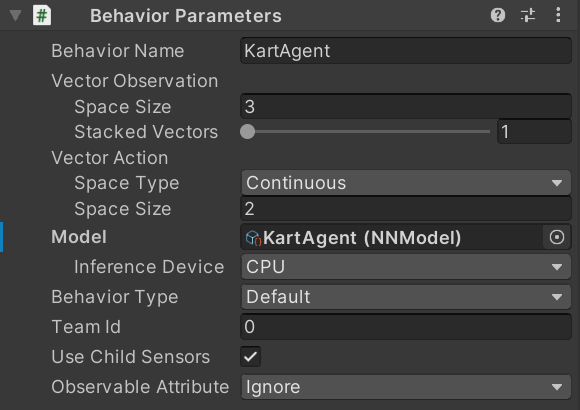 # Behavior Parameters
Behavior Name KartAgent
Vector Observation
Space Size 3
Stacked Vectors 1
Vector Action
Space Type Continuous
Space Size 2
Model KartAgent (NNModel)
Inference Device CPU
Behavior Type Default
Team Id 0
Use Child Sensors
Observable Attribute Ignore